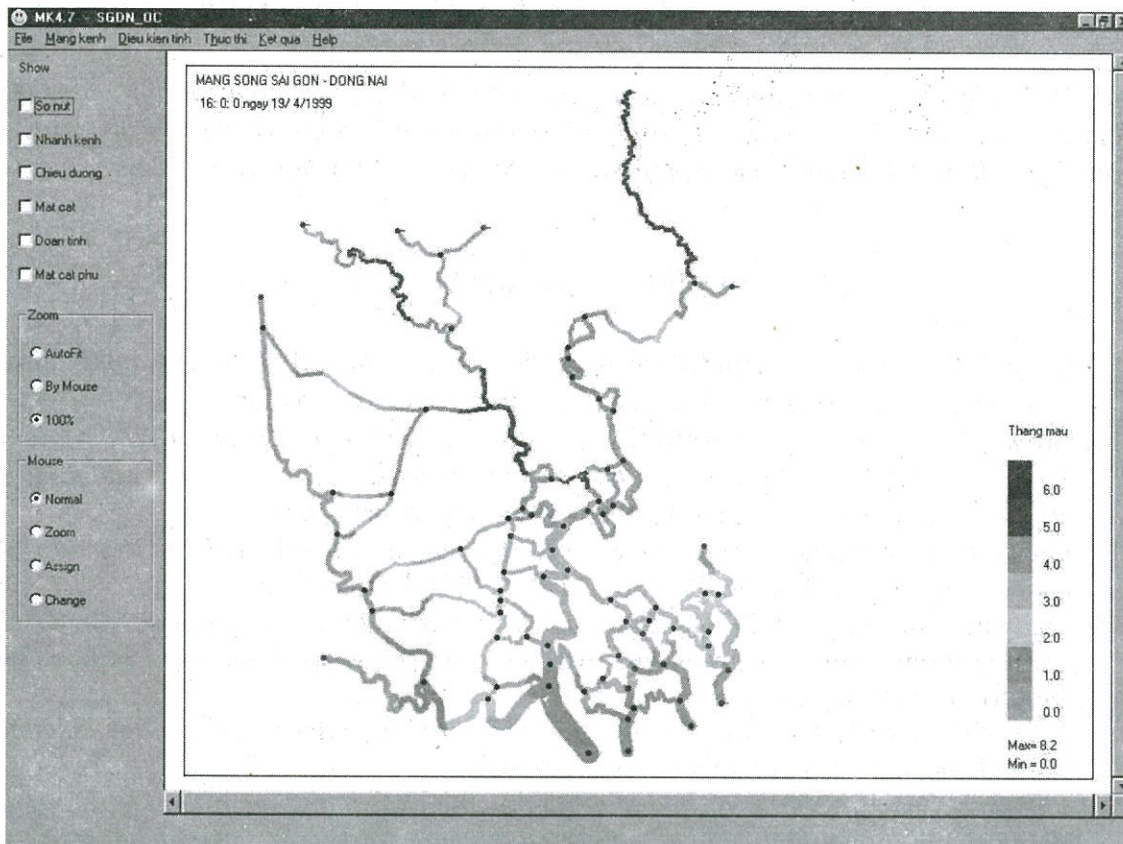 MK4.7 - SGDN_OC
File Mang kenh Dieu kien tinh Thuc thi Ket qua Help
Show
So nut
Nhanh kenh
Chieu duong
Mat cat
Doan tinh
Mat cat phu
Zoom
AutoFit
By Mouse
100%
Mouse
Normal
Zoom
Assign
Change
MANG SONG SAI GON - DONG NAI
16: 0: 0 ngay 19/ 4/1999
Thang mau
6.0
5.0
4.0
3.0
2.0
1.0
0.0
Max= 8.2
Min = 0.0